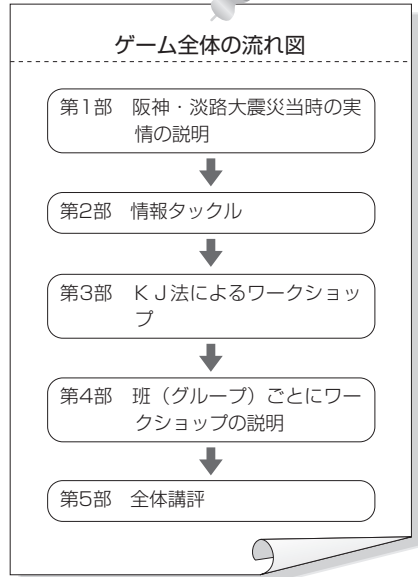 ゲーム全体の流れ図
第1部 阪神・淡路大震災当時の実
情の説明
第2部 情報タックル
第3部 KJ法によるワークショッ
プ
第4部 班（グループ）ごとにワー
クショップの説明
第5部 全体講評